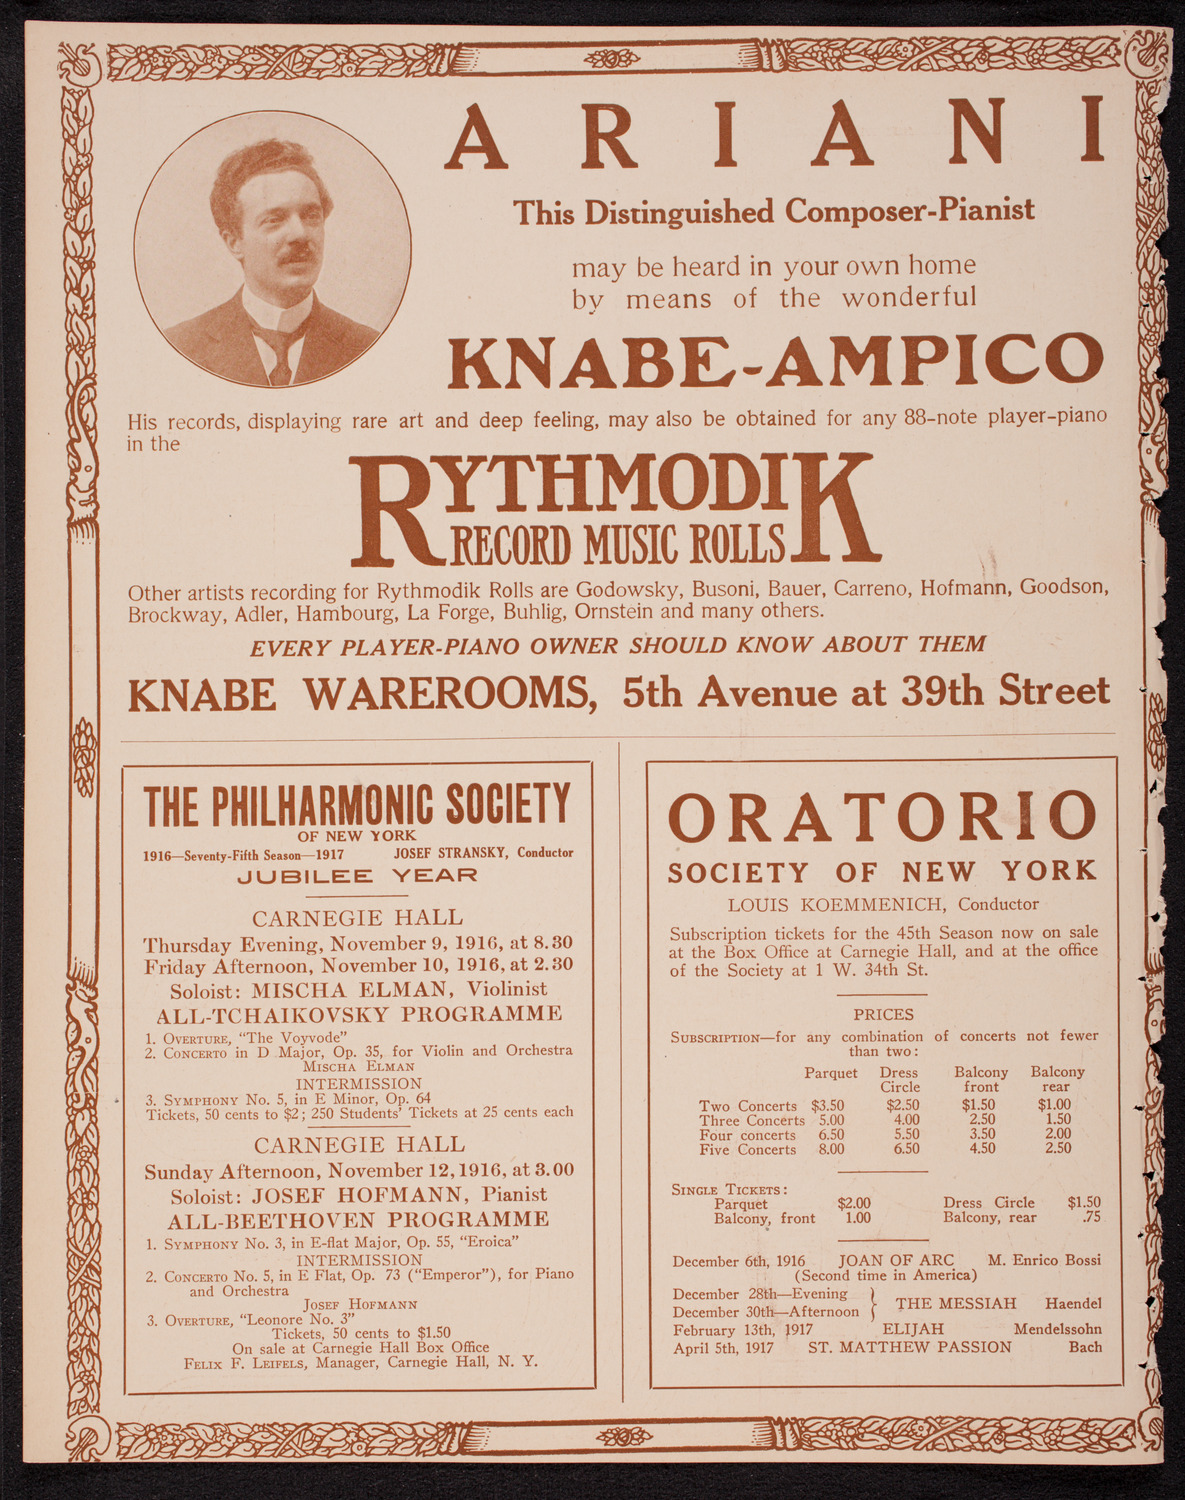 ARIANI
This Distinguished Composer-Pianist
may be heard in your own home
by means of the wonderful
KNABE-AMPICO
His records, displaying rare art and deep feeling, may also be obtained for any 88-note player-piano
in the
RYTHMODIK
RECORD MUSIC ROLLS
Other artists recording for Rythmodik Rolls are Godowsky, Busoni, Bauer, Carreno, Hofmann, Goodson,
Brockway, Adler, Hambourg, La Forge, Buhlig, Ornstein and many others.
EVERY PLAYER-PIANO OWNER SHOULD KNOW ABOUT THEM
KNABE WAREROOMS, 5th Avenue at 39th Street
THE PHILHARMONIC SOCIETY
OF NEW YORK
1916—Seventy-Fifth Season—1917 JOSEF STRANSKY, Conductor
JUBILEE YEAR
CARNEGIE HALL
Thursday Evening, November 9, 1916, at 8.30
Friday Afternoon, November 10, 1916, at 2.30
Soloist: MISCHA ELMAN, Violinist
ALL-TCHAIKOVSKY PROGRAMME
1. OVERTURE, "The Voyvode"
2. CONCERTO in D Major, Op. 35, for Violin and Orchestra
MISCHA ELMAN
INTERMISSION
3. SYMPHONY No. 5, in E Minor, Op. 64
Tickets, 50 cents to $2; 250 Students' Tickets at 25 cents each
CARNEGIE HALL
Sunday Afternoon, November 12, 1916, at 3.00
Soloist: JOSEF HOFMANN, Pianist
ALL-BEETHOVEN PROGRAMME
1. SYMPHONY No. 3, in E-flat Major, Op. 55, "Eroica"
INTERMISSION
2. CONCERTO No. 5, in E Flat, Op. 73 ("Emperor"), for Piano
and Orchestra
JOSEF HOFMANN
3. OVERTURE, "Leonore No. 3"
Tickets, 50 cents to $1.50
On sale at Carnegie Hall Box Office
FELIX F. LEIFELS, Manager, Carnegie Hall, N. Y.
ORATORIO
SOCIETY OF NEW YORK
LOUIS KOEMMENICH, Conductor
Subscription tickets for the 45th Season now on sale
at the Box Office at Carnegie Hall, and at the office
of the Society at 1 W. 34th St.
PRICES
SUBSCRIPTION—for any combination of concerts not fewer
than two:
Parquet Dress Balcony Balcony
Circle front rear
Two Concerts $3.50 $2.50 $1.50 $1.00
Three Concerts 5.00 4.00 2.50 1.50
Four concerts 6.50 5.50 3.50 2.00
Five Concerts 8.00 6.50 4.50 2.50
SINGLE TICKETS:
Parquet $2.00 Dress Circle $1.50
Balcony, front 1.00 Balcony, rear .75
December 6th, 1916 JOAN OF ARC M. Enrico Bossi
(Second time in America)
December 28th—Evening
December 30th—Afternoon } THE MESSIAH Haendel
February 13th, 1917 ELIJAH Mendelssohn
April 5th, 1917 ST. MATTHEW PASSION Bach